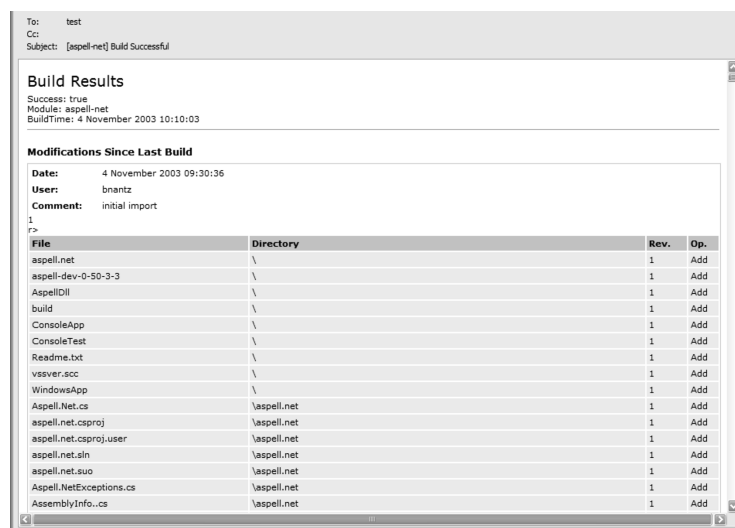 To: test
Cc:
Subject: [aspell-net] Build Successful
Build Results
Success: true
Module: aspell-net
BuildTime: 4 November 2003 10:10:03
Modifications Since Last Build
Date: 4 November 2003 09:30:36
User: bnantz
Comment: initial import
1
r>
File Directory Rev. Op.
aspell.net \ 1 Add
aspell-dev-0-50-3-3 \ 1 Add
AspellDll \ 1 Add
build \ 1 Add
ConsoleApp \ 1 Add
ConsoleTest \ 1 Add
Readme.txt \ 1 Add
vssver.scc \ 1 Add
WindowsApp \ 1 Add
Aspell.Net.cs \aspell.net 1 Add
aspell.net.csproj \aspell.net 1 Add
aspell.net.csproj.user \aspell.net 1 Add
aspell.net.sln \aspell.net 1 Add
aspell.net.suo \aspell.net 1 Add
Aspell.NetExceptions.cs \aspell.net 1 Add
AssemblyInfo..cs \aspell.net 1 Add